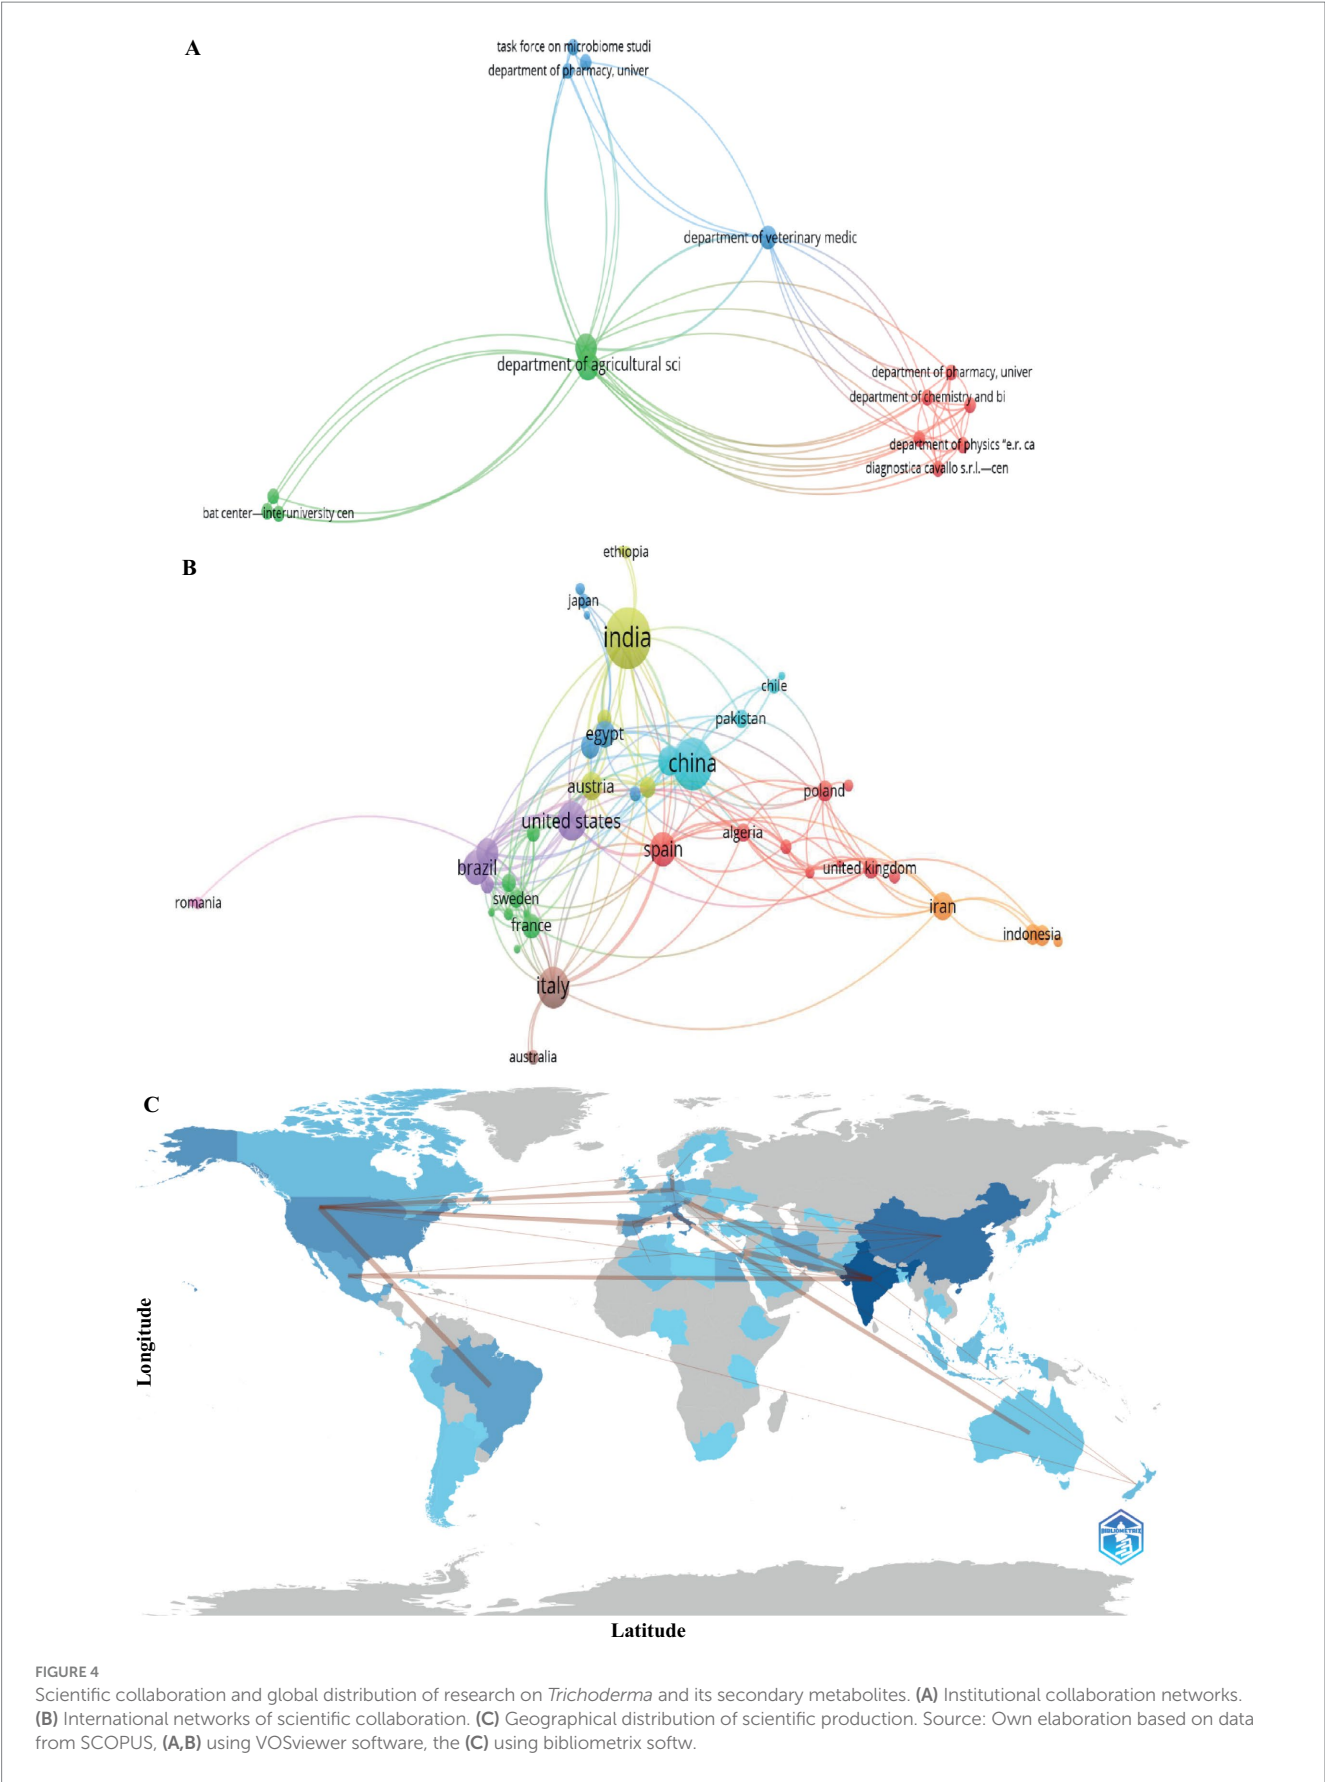 A
task force on microbiome studi
department of pharmacy, univer
department of veterinary medic
department of agricultural sci
department of pharmacy, univer
department of chemistry and bi
department of physics "e.r. ca
diagnostica cavallo s.r.l.—cen
bat center—interuniversity cen
B
ethiopia
japan
india
chile
pakistan
egypt
china
austria
poland
united states
algeria
spain
brazil
united kingdom
sweden
romania
iran
france
indonesia
italy
australia
C
Longitude
BIBLIOMETRIX
Latitude
FIGURE 4
Scientific collaboration and global distribution of research on Trichoderma and its secondary metabolites. (A) Institutional collaboration networks.
(B) International networks of scientific collaboration. (C) Geographical distribution of scientific production. Source: Own elaboration based on data
from SCOPUS, (A,B) using VOSviewer software, the (C) using bibliometrix softw.